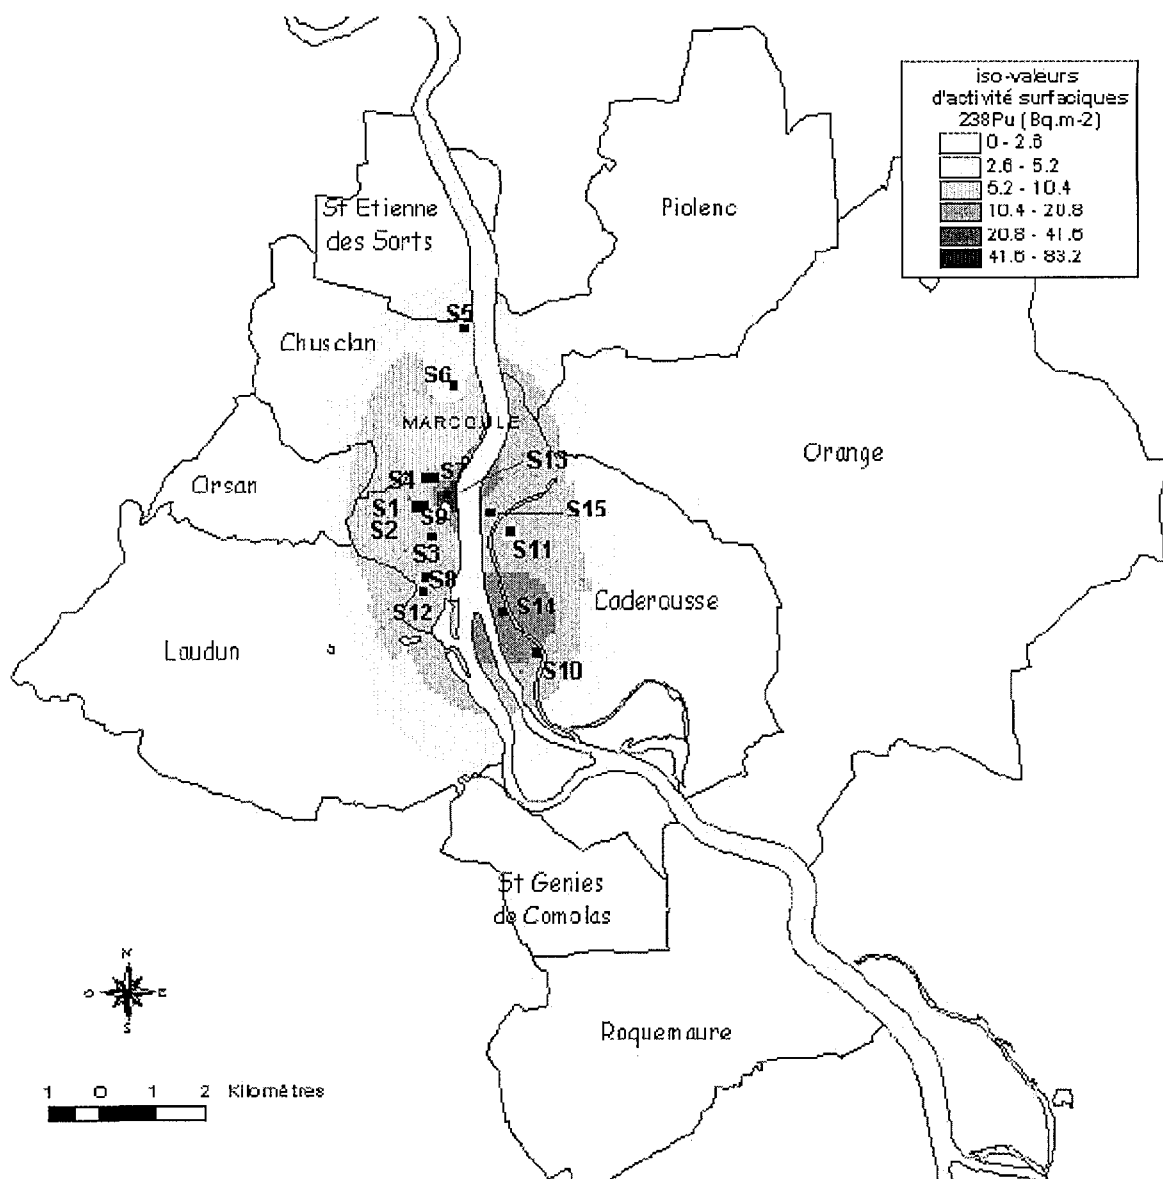 iso-valeurs
d'activité surfaciques
238Pu (Bq.m-2)
0 - 2.6
2.6 - 5.2
5.2 - 10.4
10.4 - 20.8
20.8 - 41.6
41.6 - 83.2
St Etienne
des Sorts
Piolenc
S5
Chusclan
S6
MARCOULE
Orange
S7
S13
S4
Orsan
S1
S9
S15
S2
S3
S11
S8
S12
S14
Caderousse
Laudun
S10
St Genies
de Comolas
N
O
E
S
Roquemaure
1 0 1 2 Kilomètres